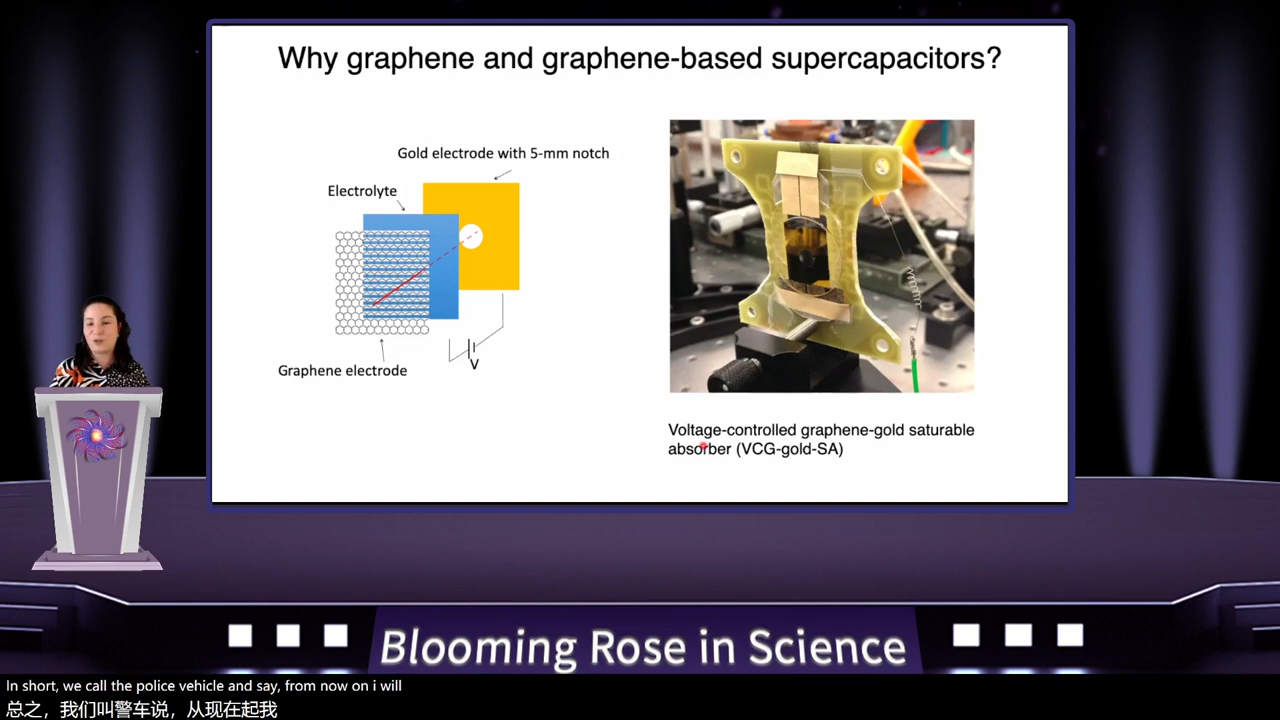 Why graphene and graphene-based supercapacitors?
Gold electrode with 5-mm notch
Electrolyte
Graphene electrode
V
Voltage-controlled graphene-gold saturable
absorber (VCG-gold-SA)
Blooming Rose in Science
In short, we call the police vehicle and say, from now on i will
总之，我们叫警车说，从现在起我